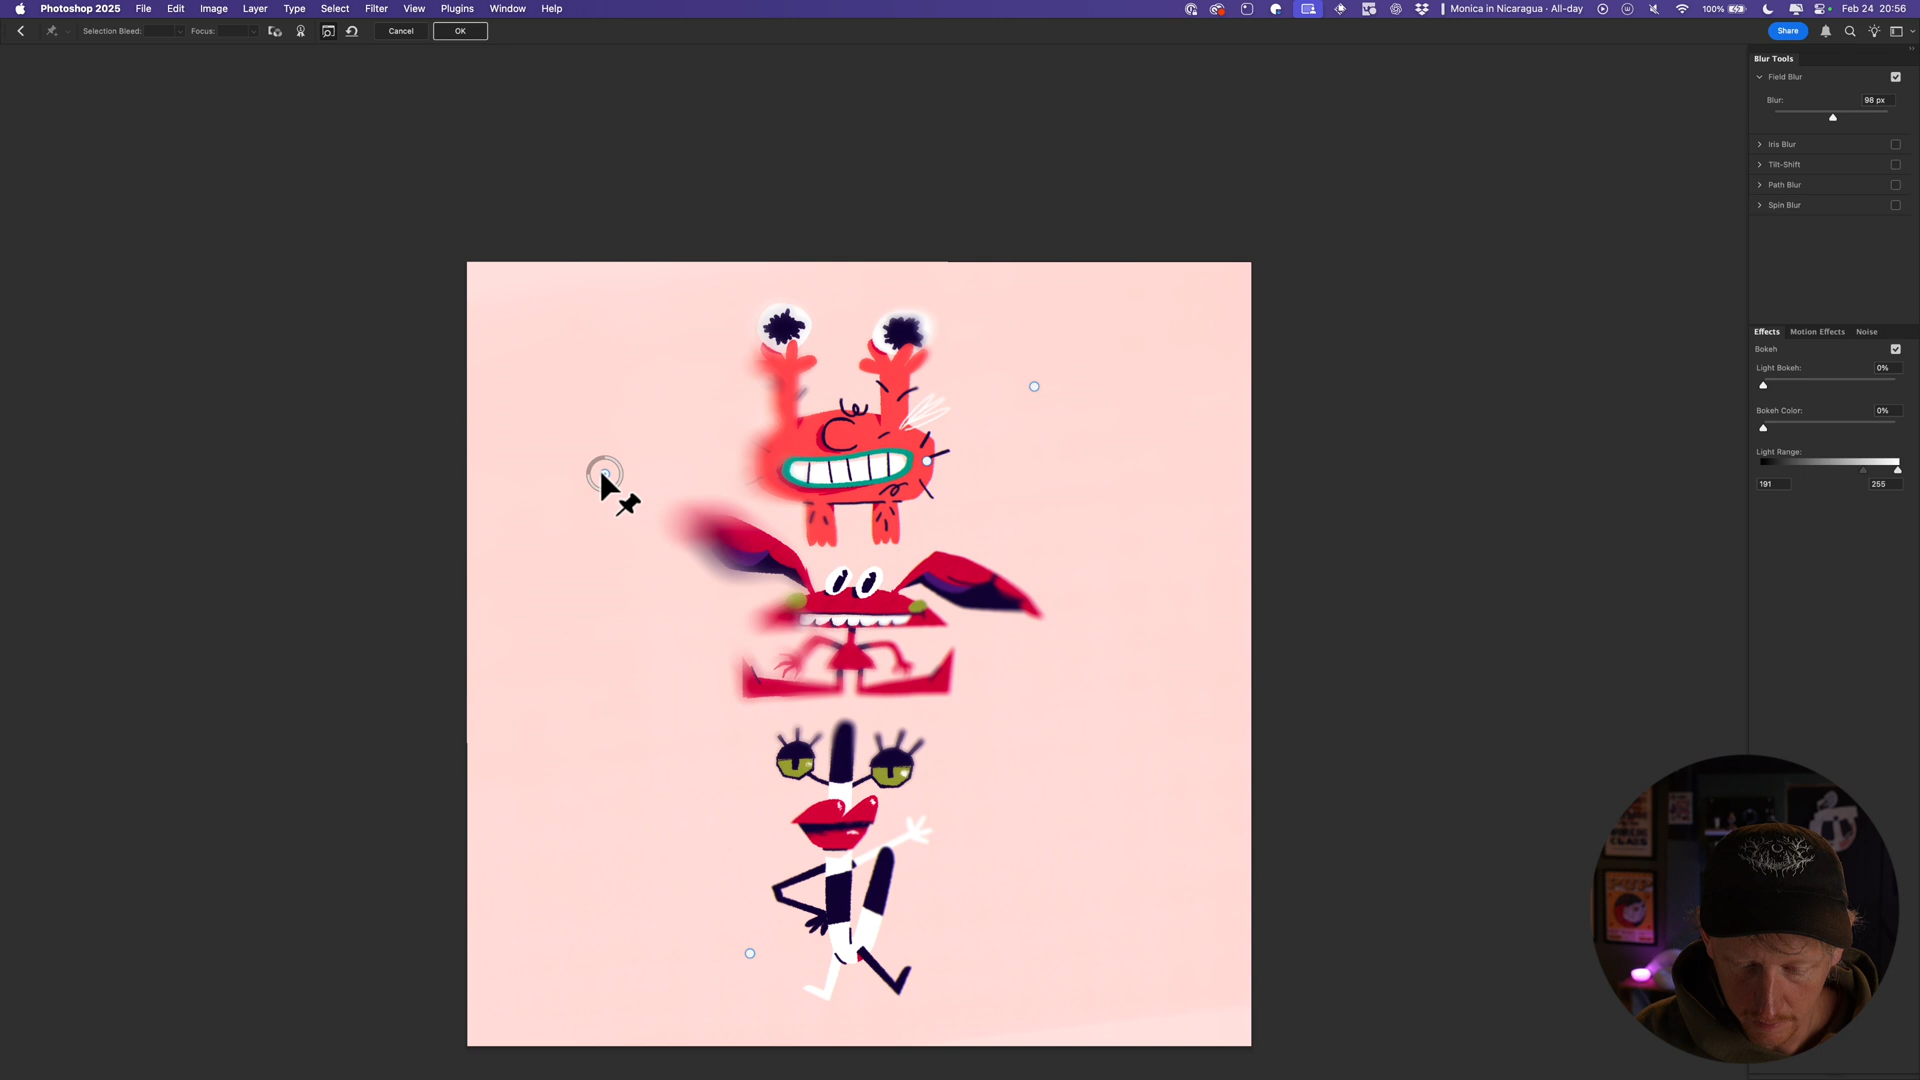 Photoshop 2025 File Edit Image Layer Type Select Filter View Plugins Window Help Monica in Nicaragua · All-day 100% Feb 24 20:56
Selection Bleed: Focus: Cancel OK Share
Blur Tools
Field Blur
Blur: 98 px
Iris Blur
Tilt-Shift
Path Blur
Spin Blur
Effects Motion Effects Noise
Bokeh
Light Bokeh: 0%
Bokeh Color: 0%
Light Range:
191 255